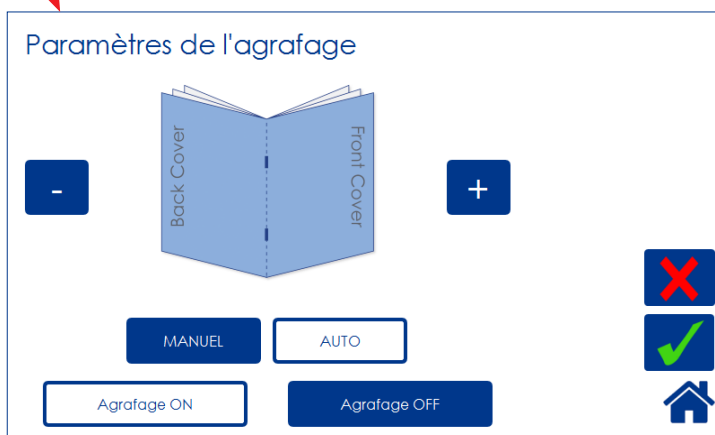 Paramètres de l'agrafage
Back Cover
Front Cover
-
+
MANUEL
AUTO
Agrafage ON
Agrafage OFF